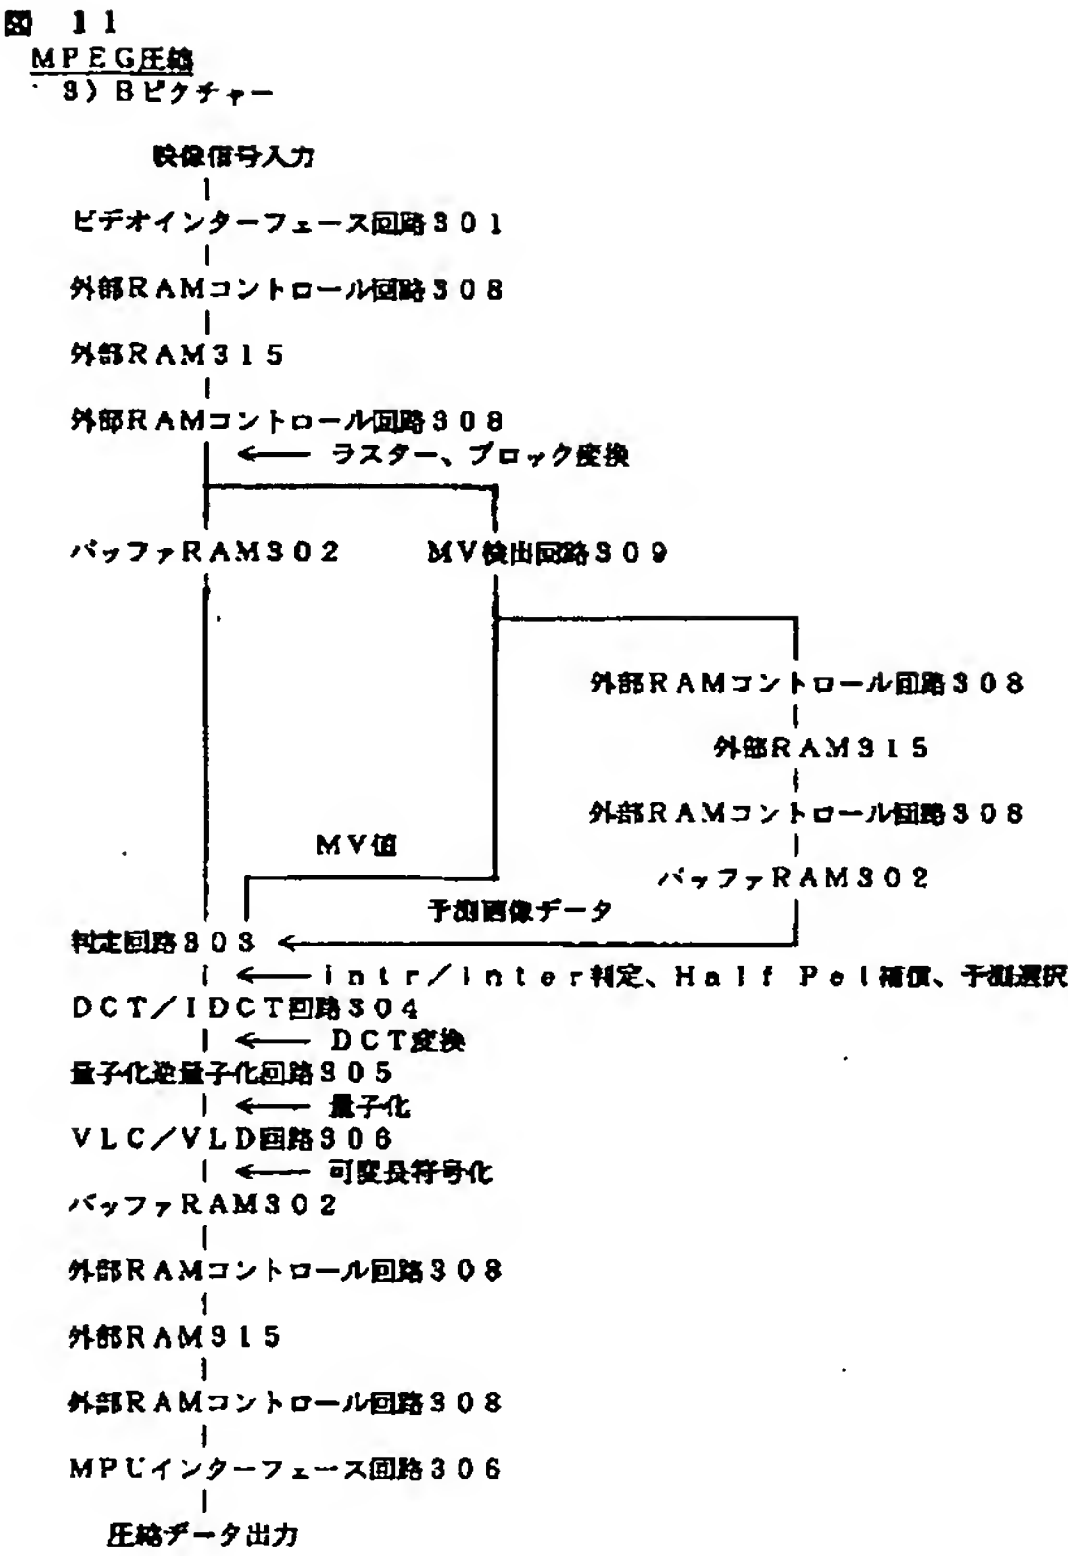 図 11
MPEG圧縮
3) Bピクチャー
映像信号入力
ビデオインターフェース回路301
外部RAMコントロール回路308
外部RAM315
外部RAMコントロール回路308
ラスター、ブロック変換
バッファRAM302
MV検出回路309
外部RAMコントロール回路308
外部RAM315
外部RAMコントロール回路308
MV値
バッファRAM302
予測画像データ
判定回路303
intr/inter判定、Half Pel補償、予測選択
DCT/IDCT回路304
DCT変換
量子化逆量子化回路305
量子化
VLC/VLD回路306
可変長符号化
バッファRAM302
外部RAMコントロール回路308
外部RAM315
外部RAMコントロール回路308
MPUインターフェース回路306
圧縮データ出力